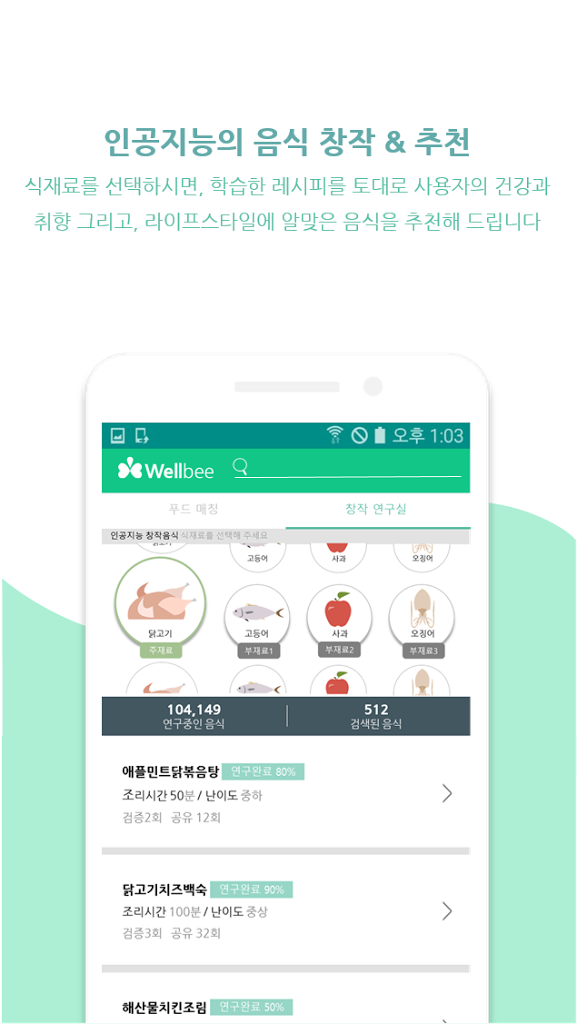 인공지능의 음식 창작 & 추천
식재료를 선택하시면, 학습한 레시피를 토대로 사용자의 건강과
취향 그리고, 라이프스타일에 알맞은 음식을 추천해 드립니다
오후 1:03
Wellbee
푸드 매칭 창작 연구실
인공지능 창작음식 식재료를 선택해 주세요
닭고기 고등어 사과 오징어
닭고기 고등어 사과 오징어
주재료 부재료1 부재료2 부재료3
104,149 512
연구중인 음식 검색된 음식
애플민트닭볶음탕 연구완료 80%
조리시간 50분 / 난이도 중하
검증2회 공유 12회
닭고기치즈백숙 연구완료 90%
조리시간 100분 / 난이도 중상
검증3회 공유 32회
해산물치킨조림 연구완료 50%